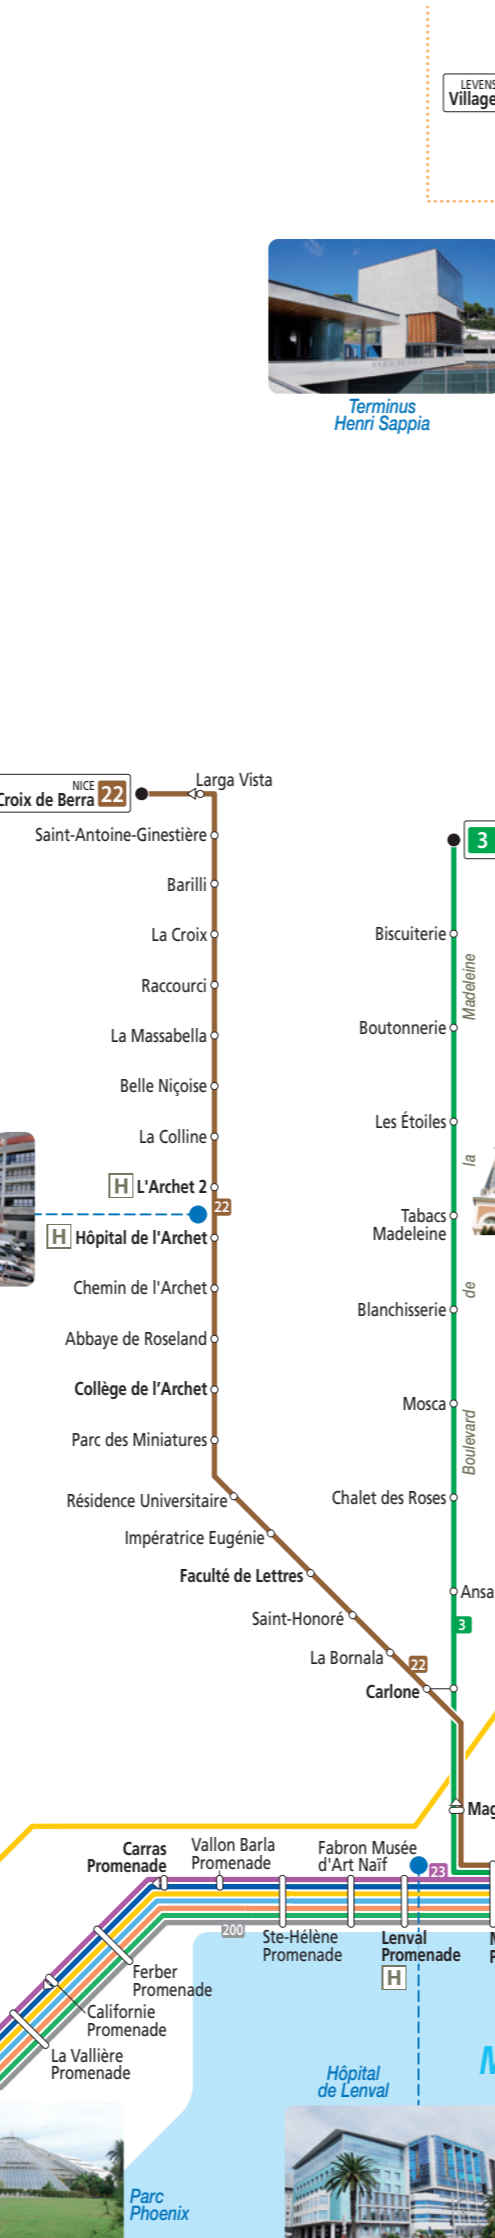 LEVENS
Village
Terminus
Henri Sappia
NICE
Croix de Berra 22
Larga Vista
Saint-Antoine-Ginestière
Barilli
La Croix
Raccourci
La Massabella
Belle Niçoise
La Colline
H L'Archet 2
22
H Hôpital de l'Archet
Chemin de l'Archet
Abbaye de Roseland
Collège de l'Archet
Parc des Miniatures
Résidence Universitaire
Impératrice Eugénie
Faculté de Lettres
Saint-Honoré
La Bornala
22
Carlone
3
Biscuiterie
Boutonnerie
Les Étoiles
Tabacs
Madeleine
Blanchisserie
Mosca
Chalet des Roses
Boulevard de la Madeleine
3
Carras
Promenade
Vallon Barla
Promenade
Fabron Musée
d'Art Naïf
23
200
Ste-Hélène
Promenade
Lenval
Promenade
H
Ferber
Promenade
Californie
Promenade
La Vallière
Promenade
Hôpital
de Lenval
Parc
Phoenix